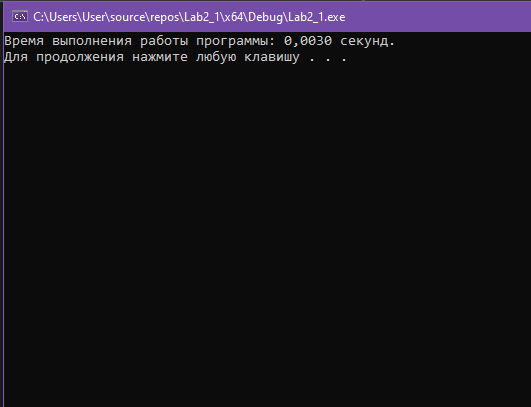 C:\Users\User\source\repos\Lab2_1\x64\Debug\Lab2_1.exe
Время выполнения работы программы: 0,0030 секунд.
Для продолжения нажмите любую клавишу . . .